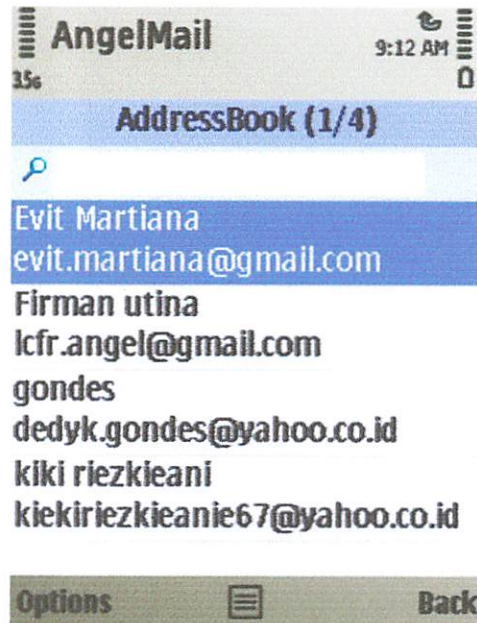 AngelMail
9:12 AM
3.5G
AddressBook (1/4)
Evit Martiana
evit.martiana@gmail.com
Firman utina
lcfr.angel@gmail.com
gondes
dedyk.gondes@yahoo.co.id
kiki riezkieani
kiekiriezkieanie67@yahoo.co.id
Options
Back